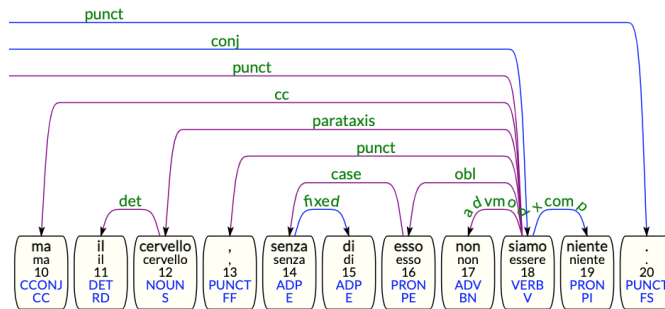 punct
conj
punct
cc
parataxis
punct
case obl
det fixed advmod xcomp
ma il cervello , senza di esso non siamo niente .
ma il cervello , senza di esso non essere niente .
10 11 12 13 14 15 16 17 18 19 20
CCONJ DET NOUN PUNCT ADP ADP PRON ADV VERB PRON PUNCT
CC RD S FF E E PE BN V PI FS